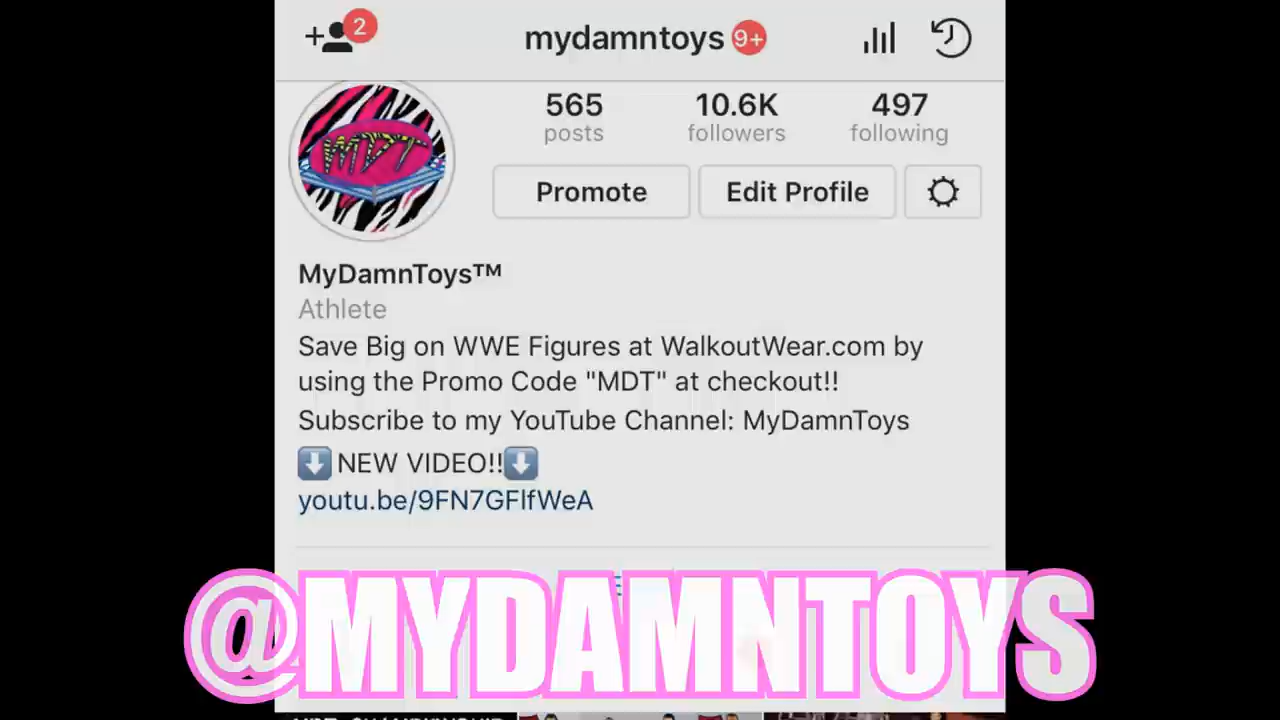 2
mydamntoys 9+
565 10.6K 497
posts followers following
MDT
Promote Edit Profile
MyDamnToys™
Athlete
Save Big on WWE Figures at WalkoutWear.com by
using the Promo Code "MDT" at checkout!!
Subscribe to my YouTube Channel: MyDamnToys
⬇️NEW VIDEO!!⬇️
youtu.be/9FN7GFlfWeA
@MYDAMNTOYS